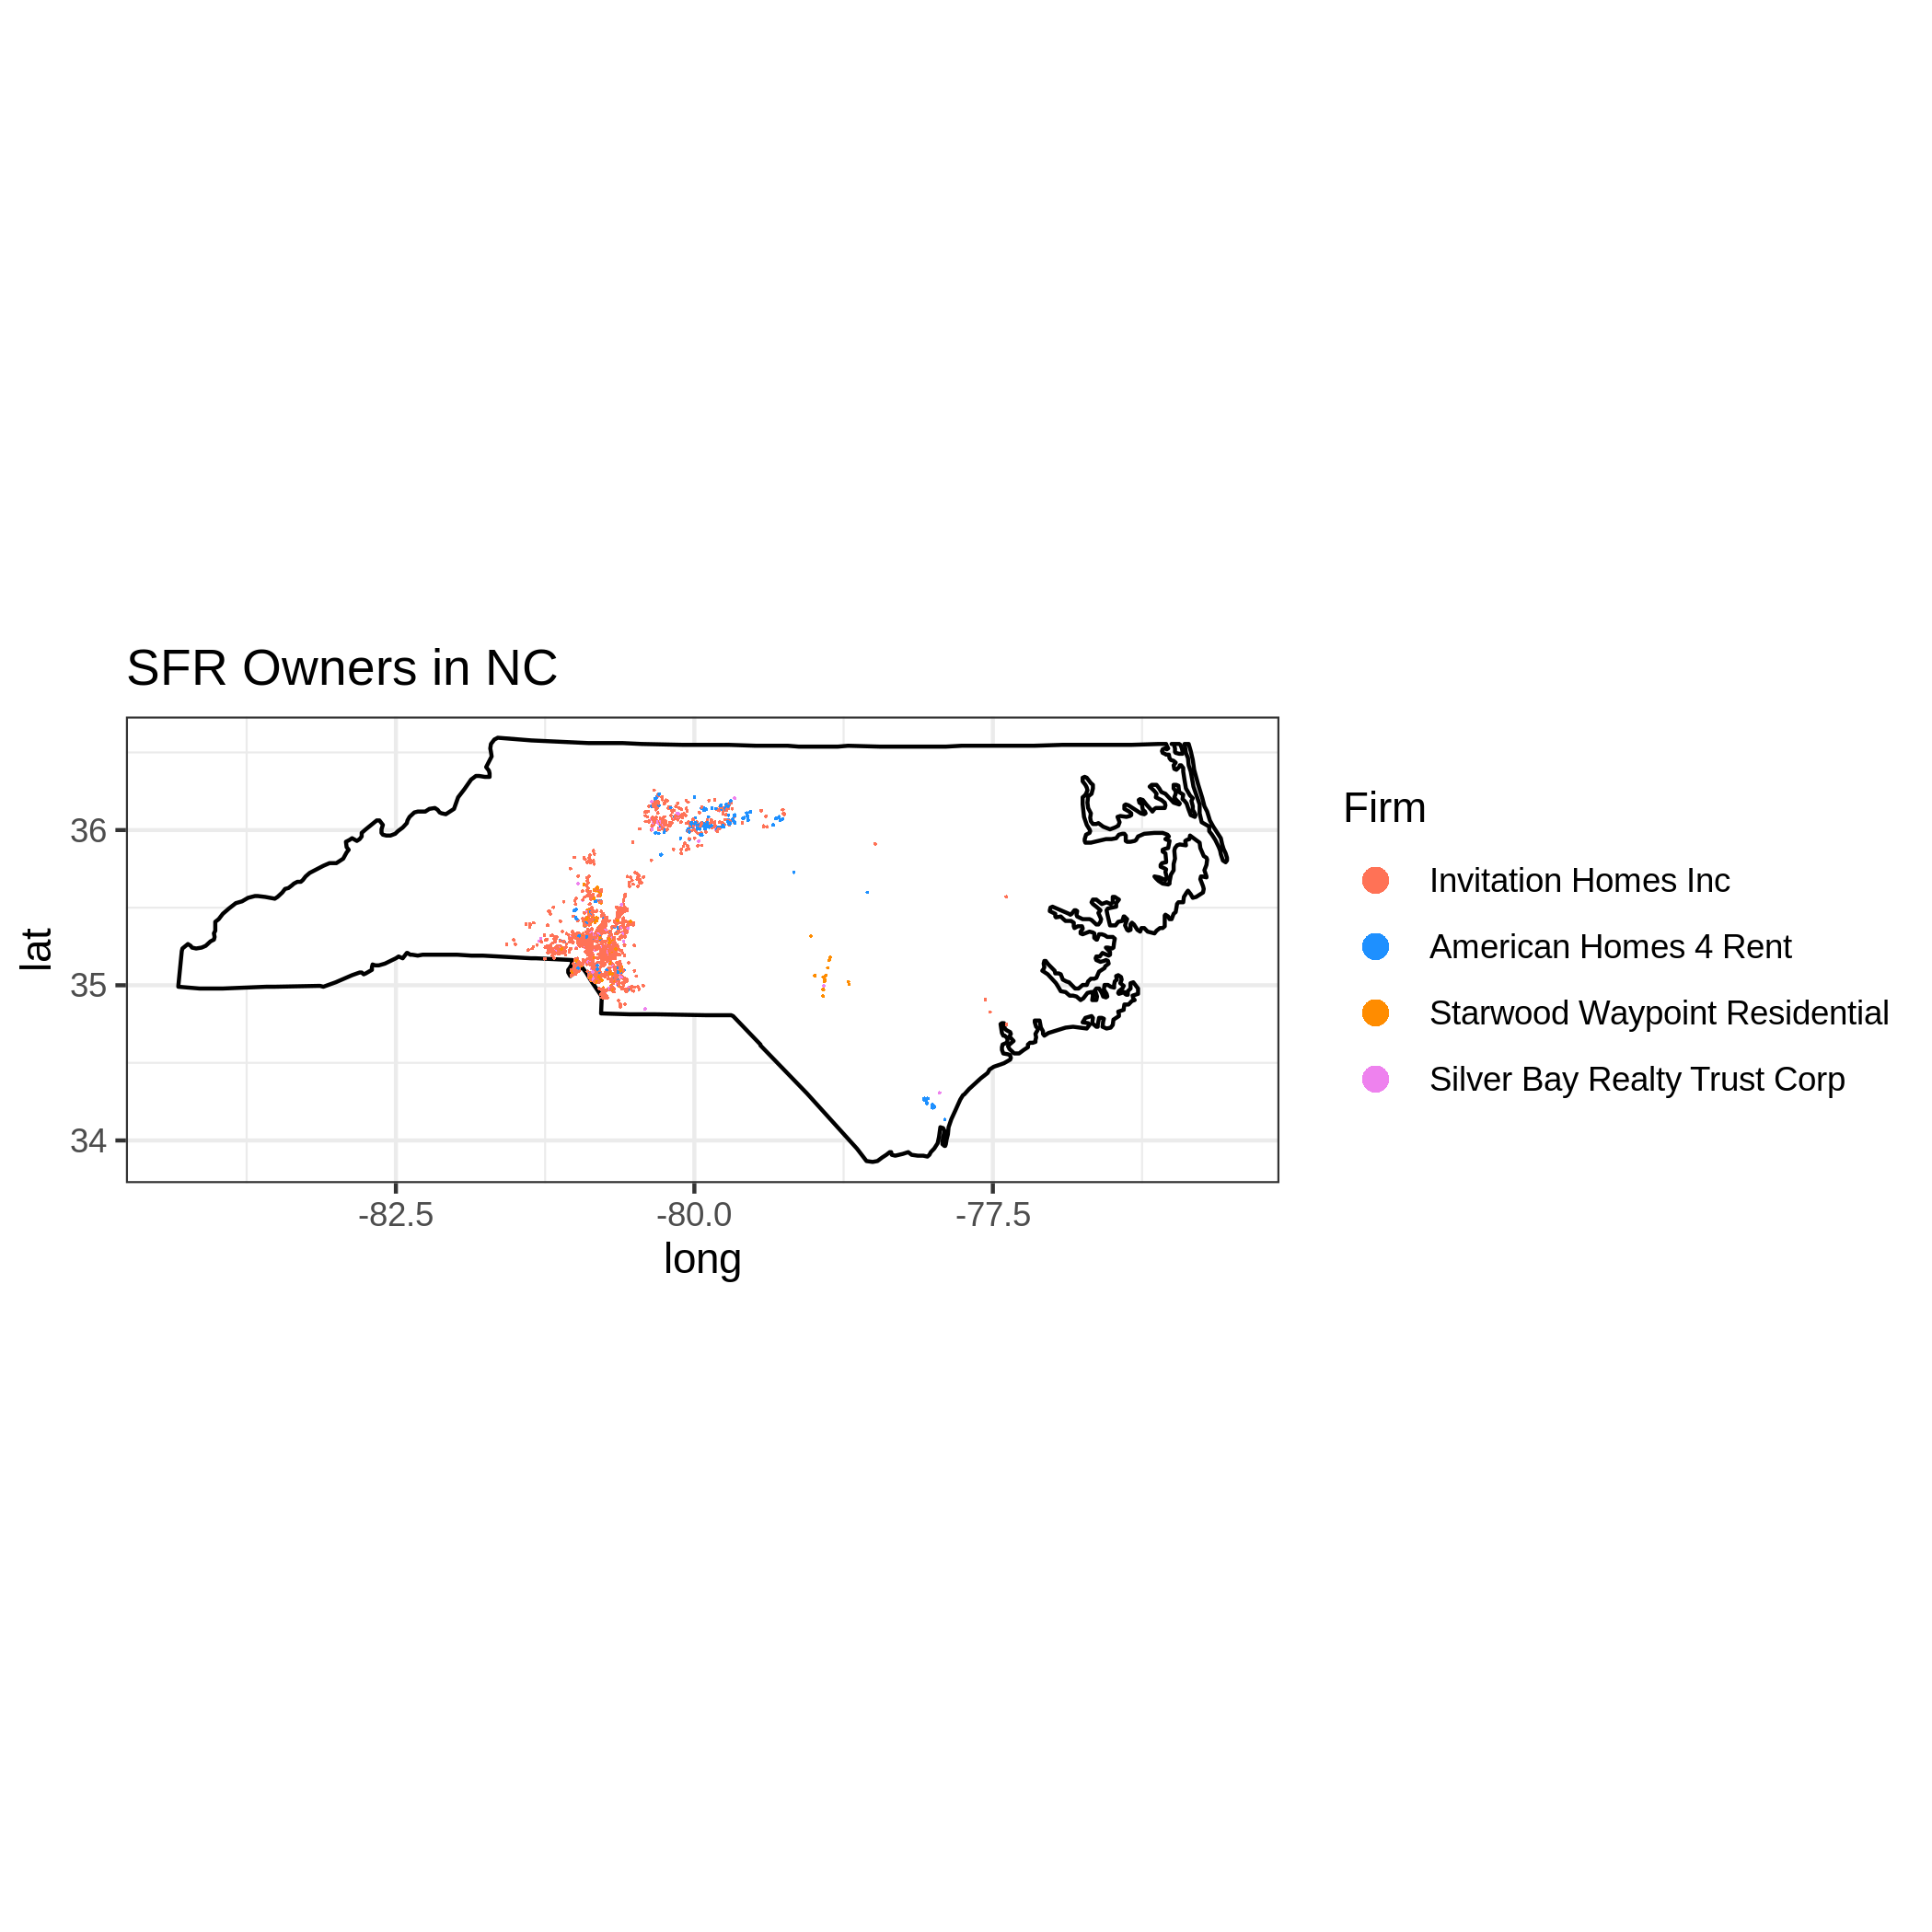 SFR Owners in NC
lat
36
35
34
-82.5
-80.0
-77.5
long
Firm
Invitation Homes Inc
American Homes 4 Rent
Starwood Waypoint Residential
Silver Bay Realty Trust Corp